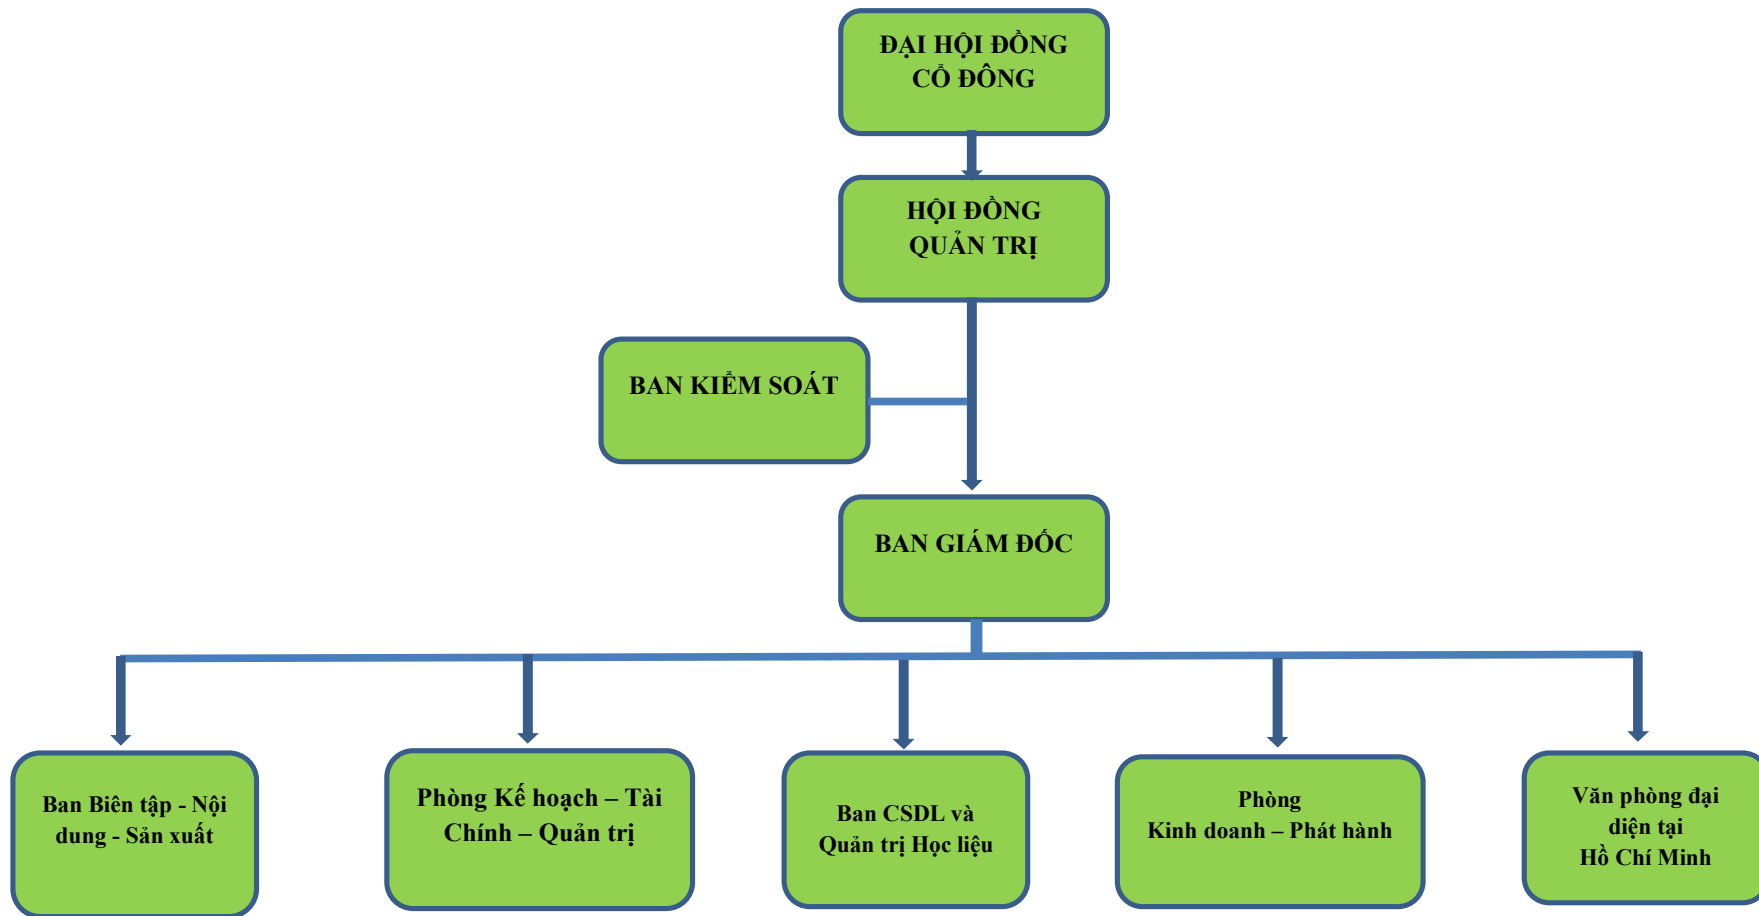 ĐẠI HỘI ĐỒNG
CỔ ĐÔNG
HỘI ĐỒNG
QUẢN TRỊ
BAN KIỂM SOÁT
BAN GIÁM ĐỐC
Ban Biên tập - Nội
dung - Sản xuất
Phòng Kế hoạch – Tài
Chính – Quản trị
Ban CSDL và
Quản trị Học liệu
Phòng
Kinh doanh – Phát hành
Văn phòng đại
diện tại
Hồ Chí Minh